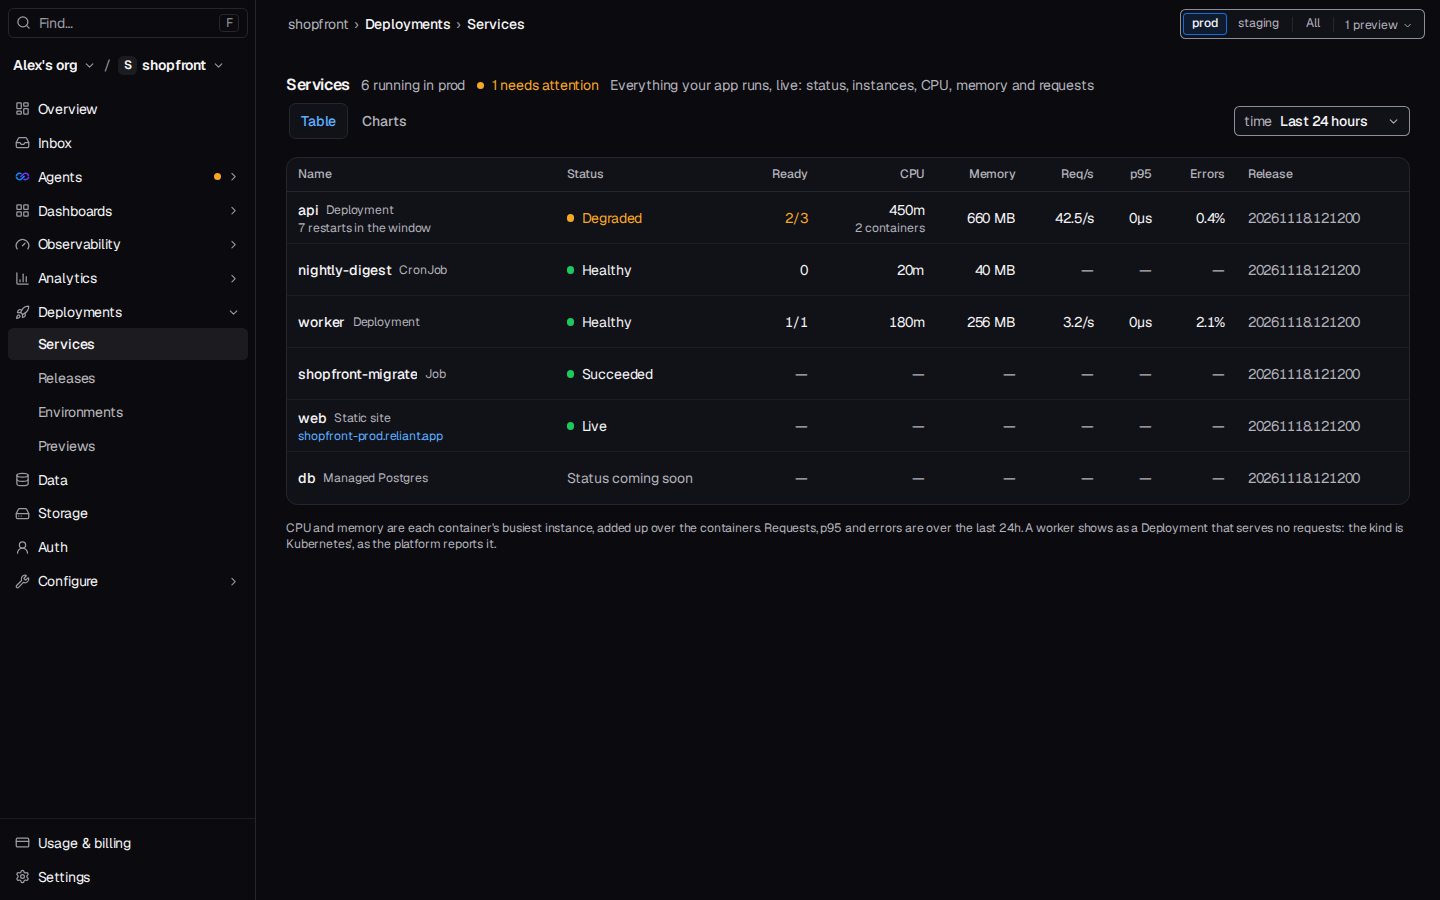 Find...
F
Alex's org / S shopfront
Overview
Inbox
Agents
Dashboards
Observability
Analytics
Deployments
Services
Releases
Environments
Previews
Data
Storage
Auth
Configure
Usage & billing
Settings
shopfront › Deployments › Services
prod staging All 1 preview
Services 6 running in prod 1 needs attention Everything your app runs, live: status, instances, CPU, memory and requests
Table Charts
time Last 24 hours
Name Status Ready CPU Memory Req/s p95 Errors Release
api Deployment
7 restarts in the window
Degraded 2/3 450m
2 containers
660 MB 42.5/s 0µs 0.4% 20261118.121200
nightly-digest CronJob Healthy 0 20m 40 MB — — — 20261118.121200
worker Deployment Healthy 1/1 180m 256 MB 3.2/s 0µs 2.1% 20261118.121200
shopfront-migrate Job Succeeded — — — — — — 20261118.121200
web Static site
shopfront-prod.reliant.app
Live — — — — — — 20261118.121200
db Managed Postgres Status coming soon — — — — — — 20261118.121200
CPU and memory are each container's busiest instance, added up over the containers. Requests, p95 and errors are over the last 24h. A worker shows as a Deployment that serves no requests: the kind is
Kubernetes', as the platform reports it.